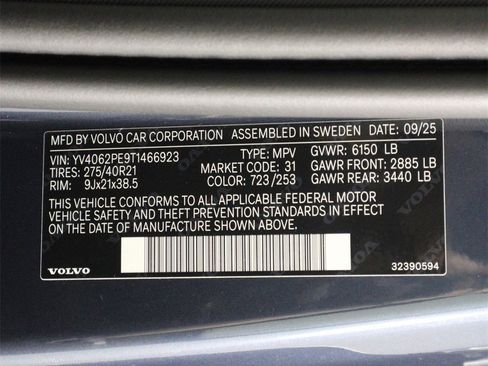 MFD BY VOLVO CAR CORPORATION ASSEMBLED IN SWEDEN DATE: 09/25
VIN: YV4062PE9T1466923 TYPE: MPV GVWR: 6150 LB
TIRES: 275/40R21 MARKET CODE: 31 GAWR FRONT: 2885 LB
RIM: 9Jx21x38.5 COLOR: 723/253 GAWR REAR: 3440 LB
THIS VEHICLE CONFORMS TO ALL APPLICABLE FEDERAL MOTOR
VEHICLE SAFETY AND THEFT PREVENTION STANDARDS IN EFFECT
ON THE DATE OF MANUFACTURE SHOWN ABOVE.
VOLVO 32390594